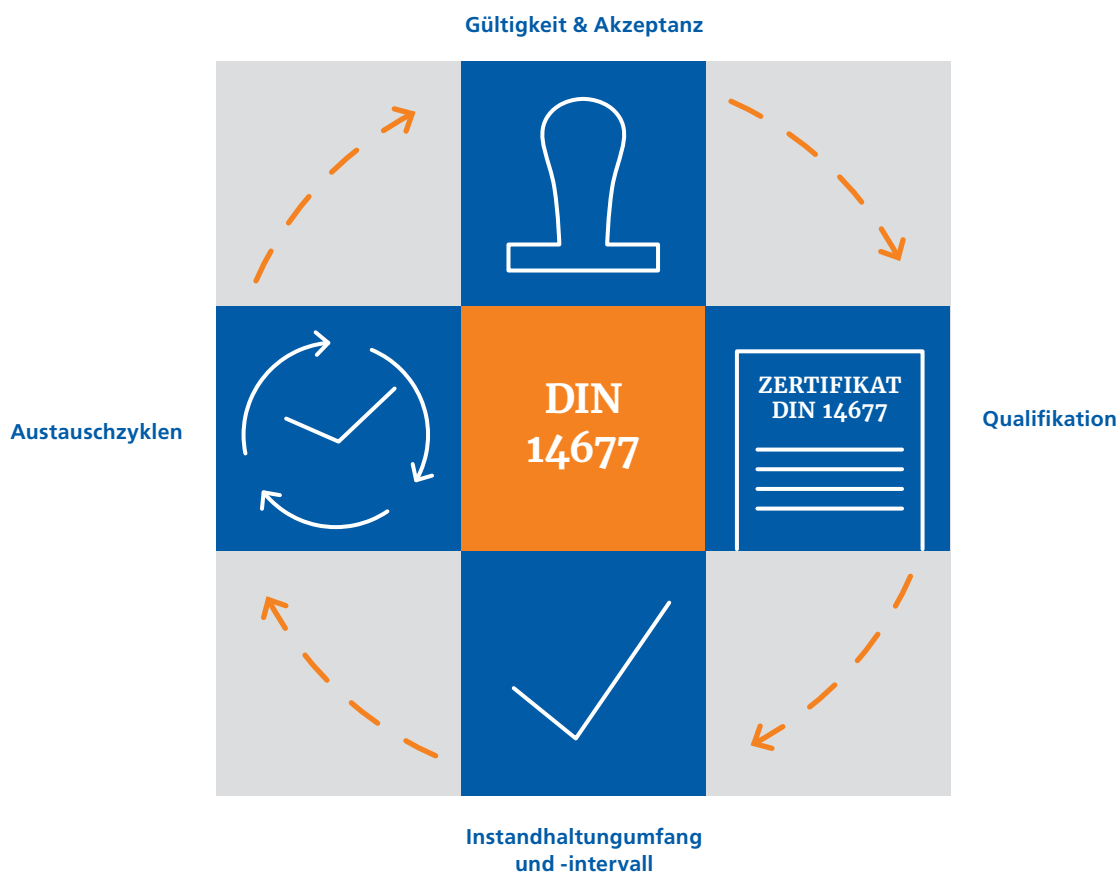 Gültigkeit & Akzeptanz
DIN
14677
ZERTIFIKAT
DIN 14677
Austauschzyklen
Qualifikation
Instandhaltungumfang
und -intervall